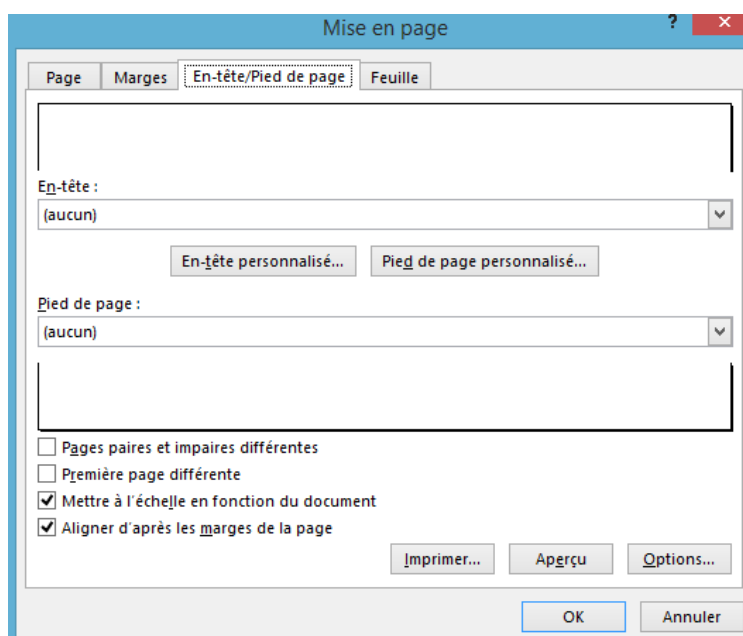 Mise en page
?
Page Marges En-tête/Pied de page Feuille
En-tête :
(aucun)
En-tête personnalisé... Pied de page personnalisé...
Pied de page :
(aucun)
Pages paires et impaires différentes
Première page différente
Mettre à l'échelle en fonction du document
Aligner d'après les marges de la page
Imprimer... Aperçu Options...
OK Annuler